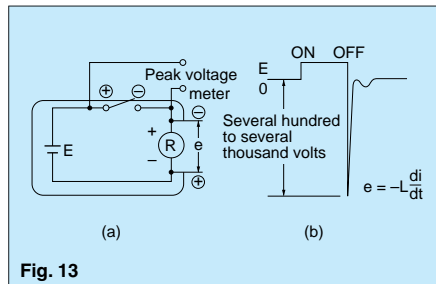 Peak voltage
meter
⊕ ⊖
E
+
R
−
⊖
e
⊕
(a)
ON OFF
E
0
Several hundred
to several
thousand volts
e = −L di/dt
(b)
Fig. 13